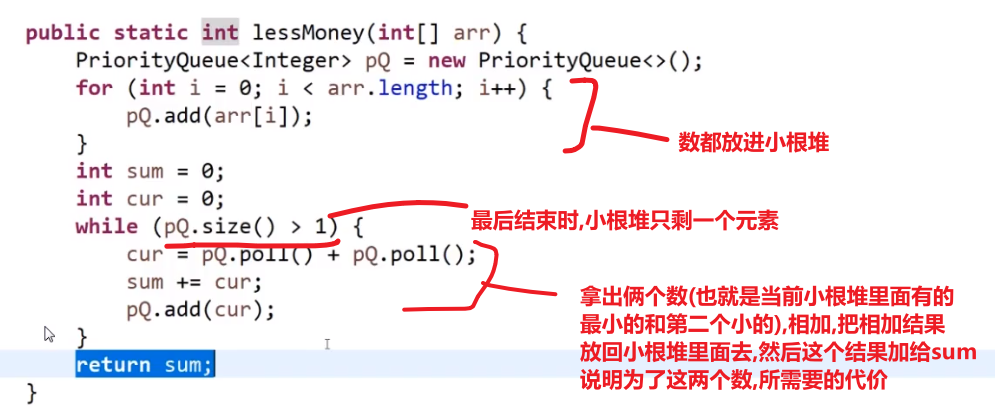 public static int lessMoney(int[] arr) {
PriorityQueue<Integer> pQ = new PriorityQueue<>();
for (int i = 0; i < arr.length; i++) {
pQ.add(arr[i]);
}
数都放进小根堆
int sum = 0;
int cur = 0;
while (pQ.size() > 1) {
最后结束时,小根堆只剩一个元素
cur = pQ.poll() + pQ.poll();
sum += cur;
pQ.add(cur);
}
return sum;
}
拿出俩个数(也就是当前小根堆里面有的
最小的和第二个小的),相加,把相加结果
放回小根堆里面去,然后这个结果加给sum
说明为了这两个数,所需要的代价